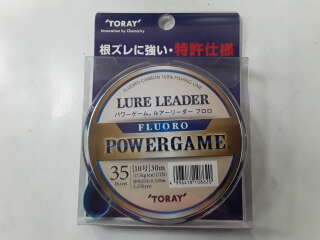 TORAY
Innovation by Chemistry
根ズレに強い・特許仕様
FLUORO CARBON 100% FISHING LINE
LURE LEADER
パワーゲーム® ルアーリーダー フロロ
FLUORO
POWERGAME
35 10号 30m
TORAY